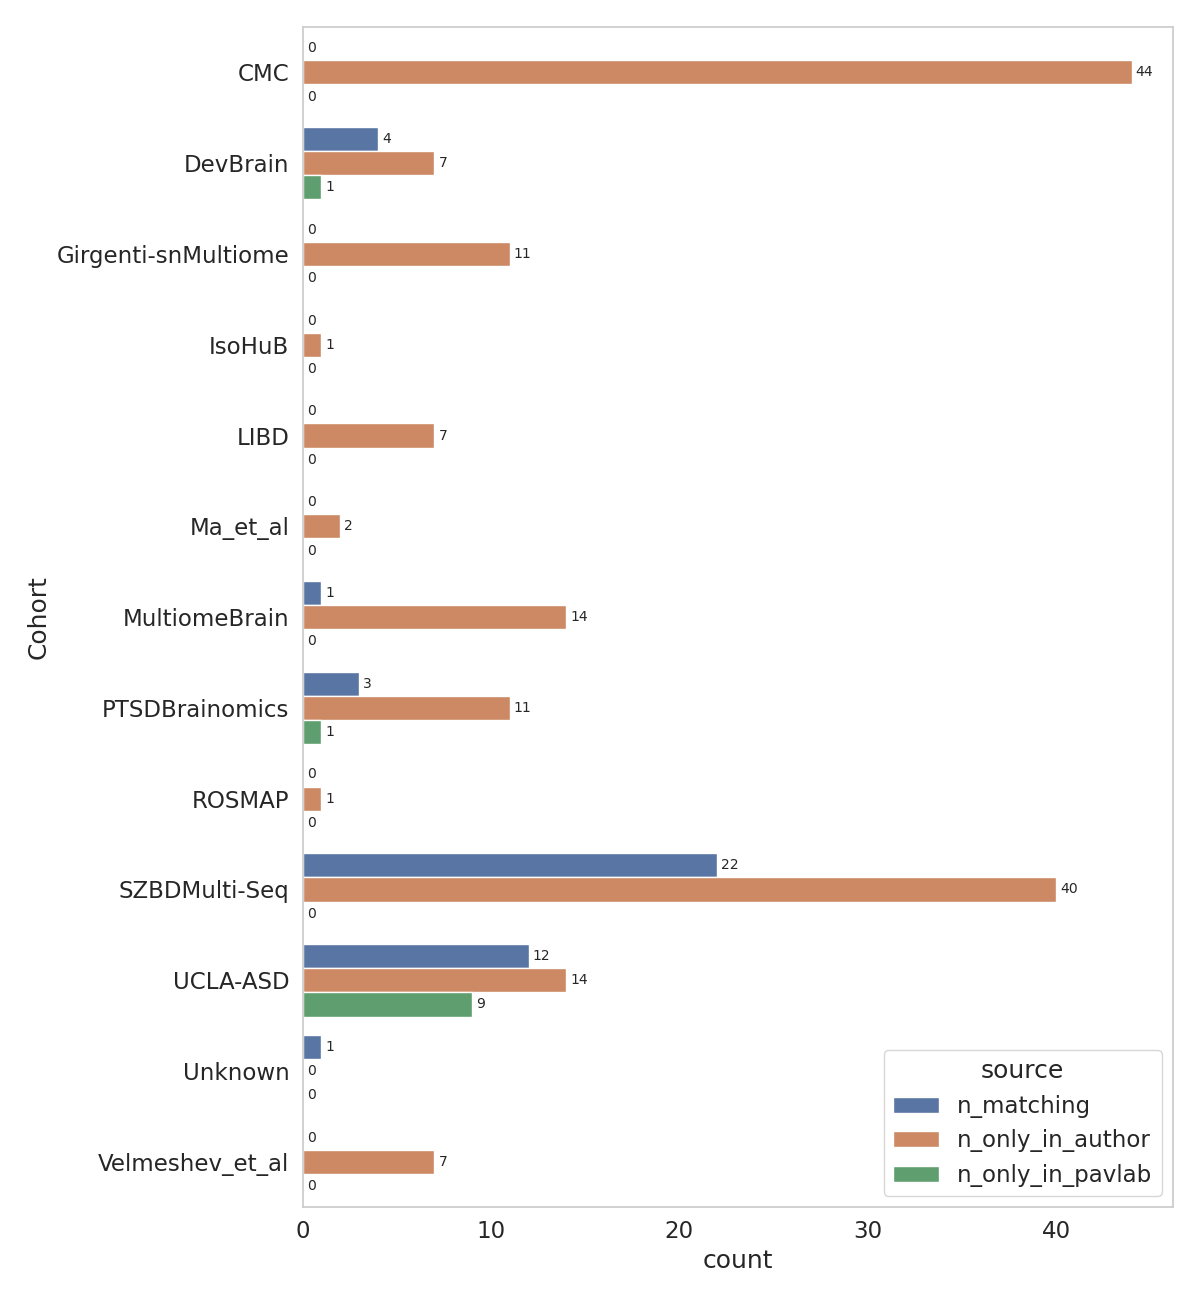 CMC
0
44
0
DevBrain
4
7
1
Girgenti-snMultiome
0
11
0
IsoHuB
0
1
0
LIBD
0
7
0
Ma_et_al
0
2
0
MultiomeBrain
1
14
0
PTSDBrainomics
3
11
1
ROSMAP
0
1
0
SZBDMulti-Seq
22
40
0
UCLA-ASD
12
14
9
Unknown
1
0
0
Velmeshev_et_al
0
7
0
Cohort
source
n_matching
n_only_in_author
n_only_in_pavlab
0 10 20 30 40
count